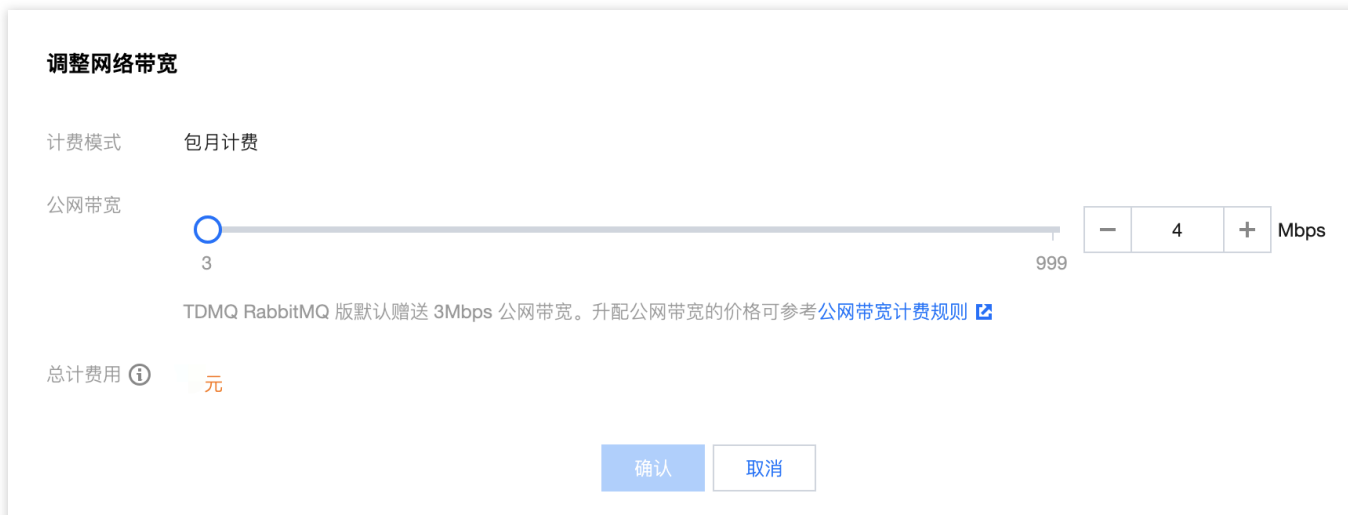 调整网络带宽
计费模式 包月计费
公网带宽
− 4 + Mbps
3 999
TDMQ RabbitMQ 版默认赠送 3Mbps 公网带宽。升配公网带宽的价格可参考公网带宽计费规则
总计费用 元
确认 取消